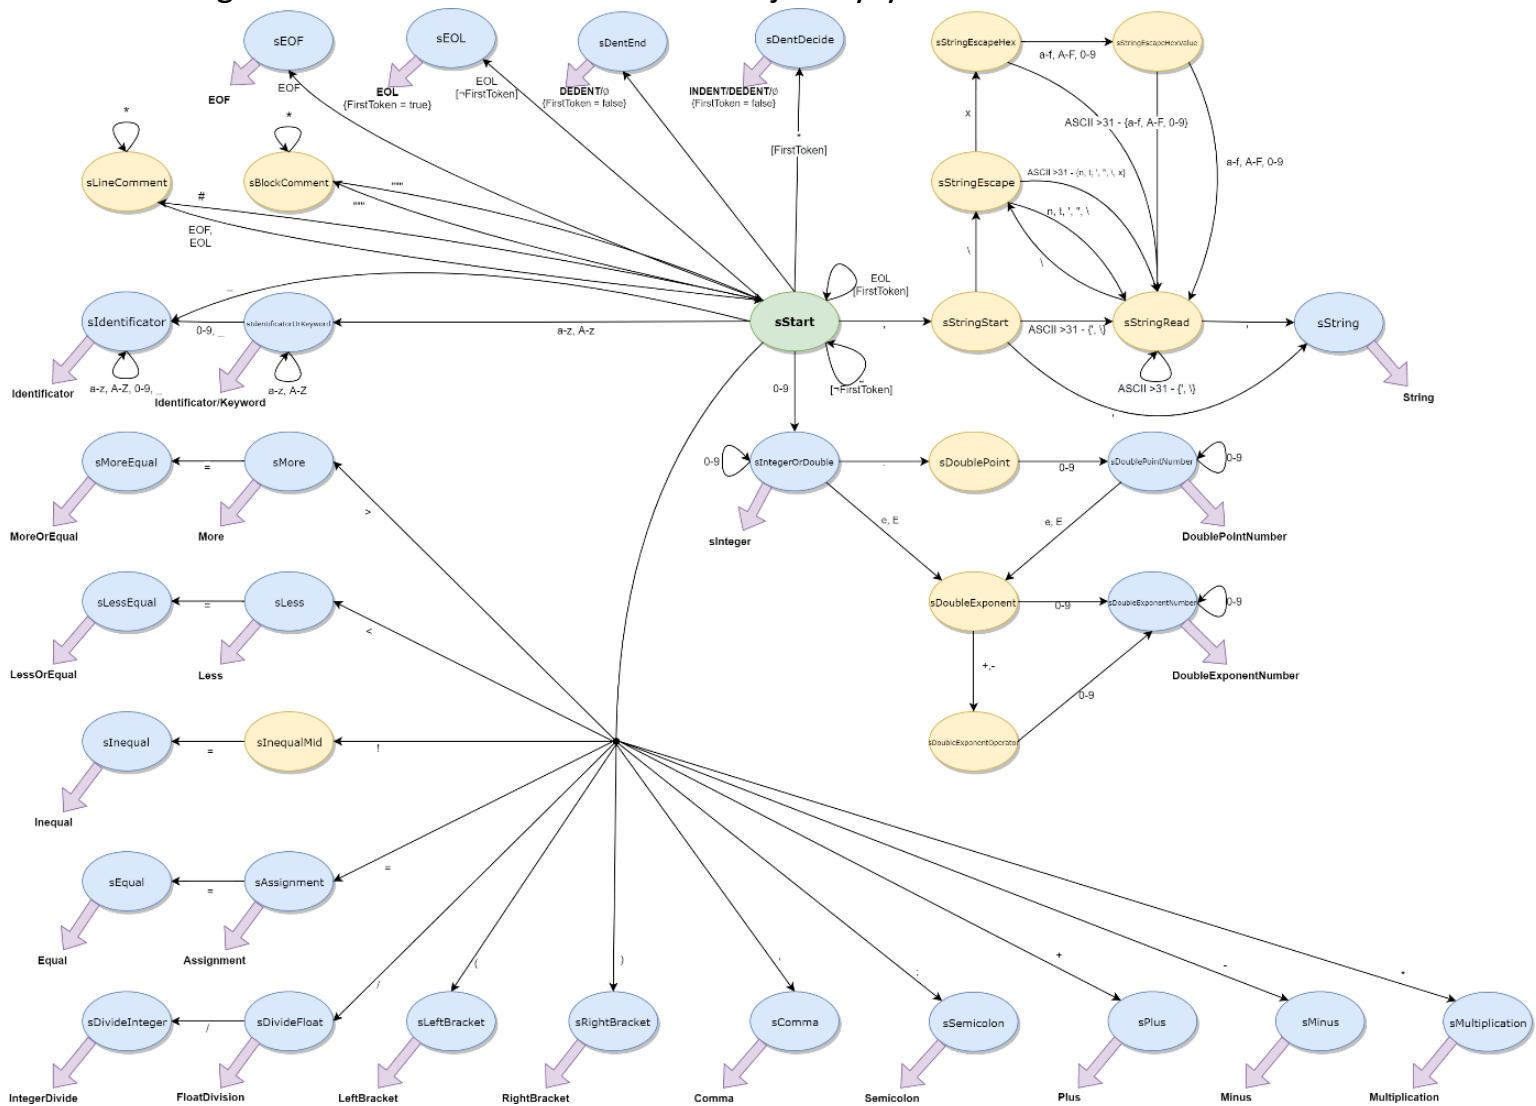 sEOF
sEOL
sDentEnd
sDentDecide
sStringEscapeHex
a-f, A-F, 0-9
sStringEscapeHexValue
EOF
EOF
EOL
{FirstToken = true}
EOL
[¬FirstToken]
DEDENT/∅
{FirstToken = false}
INDENT/DEDENT/∅
{FirstToken = false}
*
*
*
[FirstToken]
x
ASCII >31 - {a-f, A-F, 0-9}
a-f, A-F, 0-9
sLineComment
sBlockComment
"""
"""
#
EOF,
EOL
sStringEscape
ASCII >31 - {n, t, ', ", \, x}
n, t, ', ", \
\
\
EOL
[FirstToken]
_
sIdentificator
0-9, _
sIdentificatorOrKeyword
a-z, A-z
sStart
'
sStringStart
ASCII >31 - {', \}
sStringRead
'
sString
a-z, A-Z, 0-9, _
a-z, A-Z
[¬FirstToken]
0-9
ASCII >31 - {', \}
'
Identificator
Identificator/Keyword
String
sMoreEqual
=
sMore
>
0-9
sIntegerOrDouble
.
sDoublePoint
0-9
sDoublePointNumber
0-9
MoreOrEqual
More
sInteger
e, E
e, E
DoublePointNumber
sLessEqual
=
sLess
<
sDoubleExponent
0-9
sDoubleExponentNumber
0-9
LessOrEqual
Less
+,-
0-9
DoubleExponentNumber
sInequal
=
sInequalMid
!
sDoubleExponentOperator
Inequal
sEqual
=
sAssignment
=
Equal
Assignment
/
(
)
,
;
+
-
*
sDivideInteger
/
sDivideFloat
sLeftBracket
sRightBracket
sComma
sSemicolon
sPlus
sMinus
sMultiplication
IntegerDivide
FloatDivision
LeftBracket
RightBracket
Comma
Semicolon
Plus
Minus
Multiplication